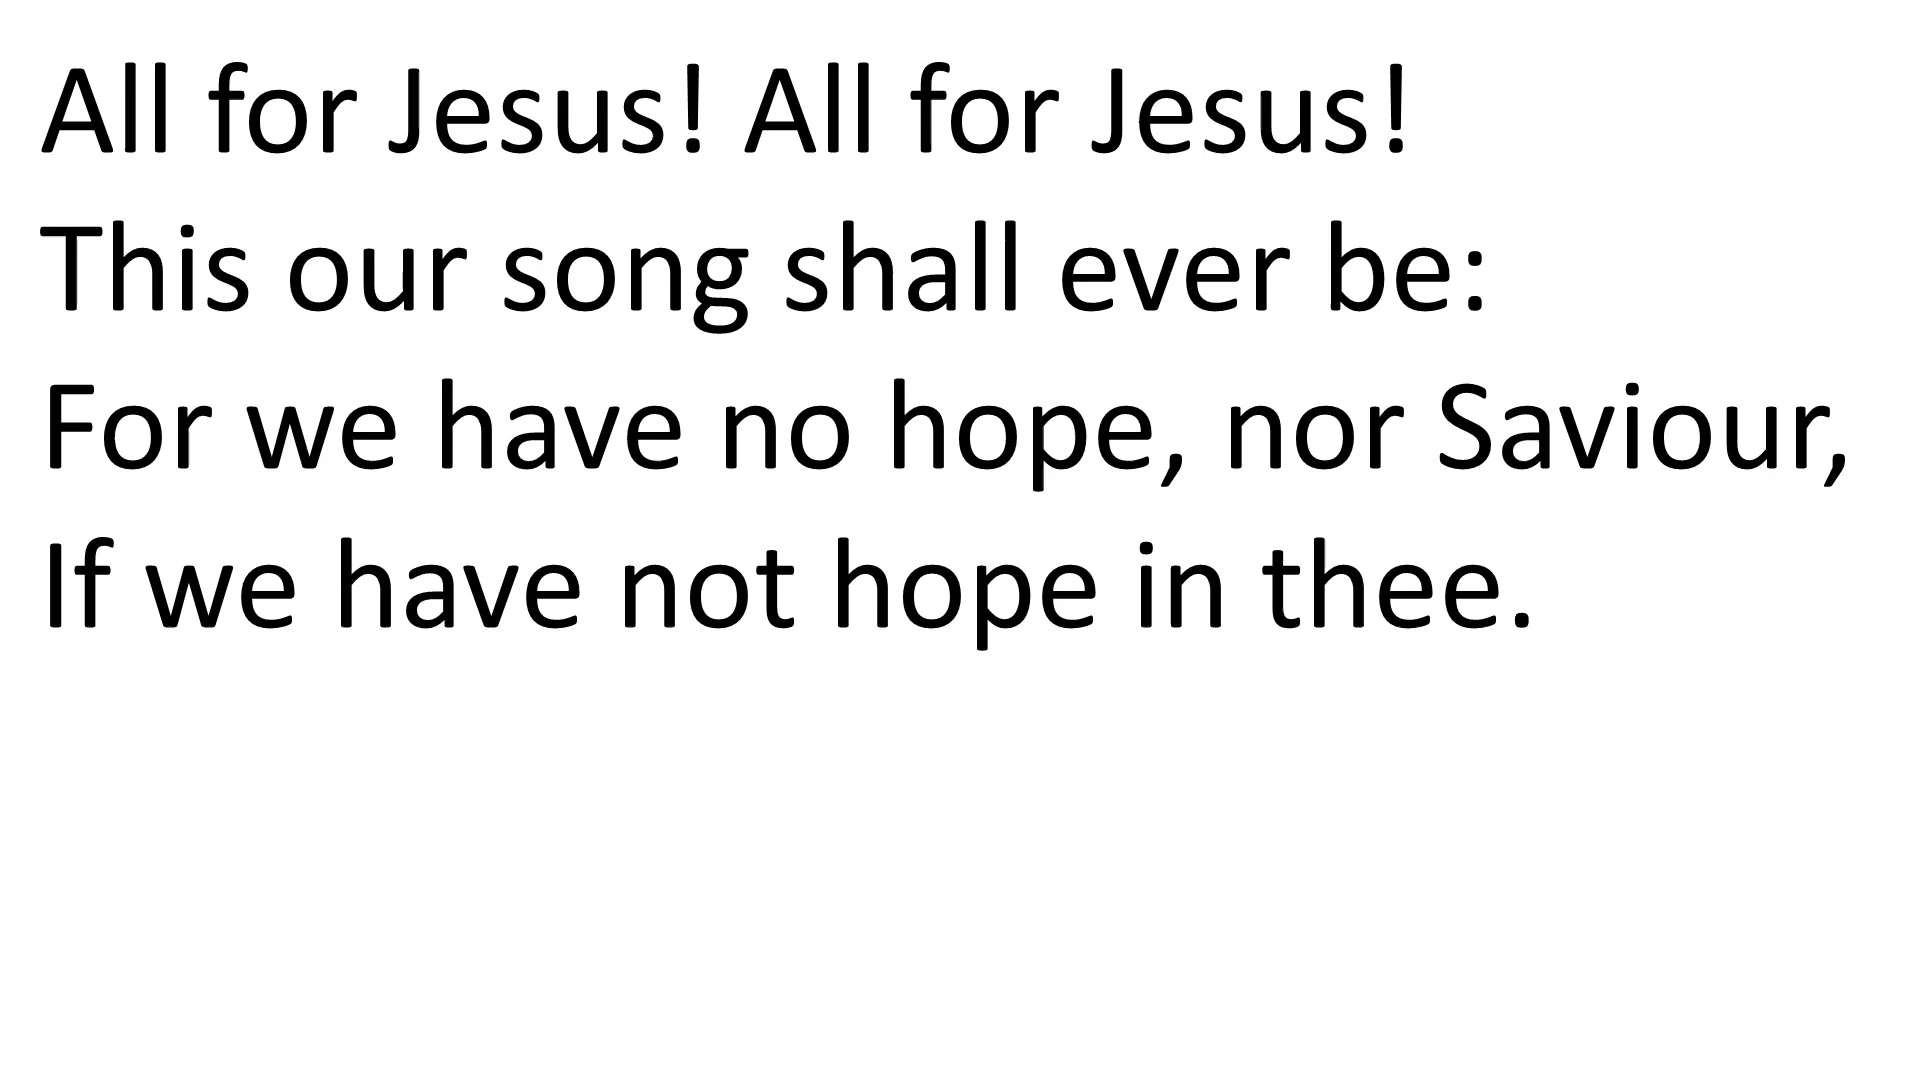 All for Jesus! All for Jesus!
This our song shall ever be:
For we have no hope, nor Saviour,
If we have not hope in thee.